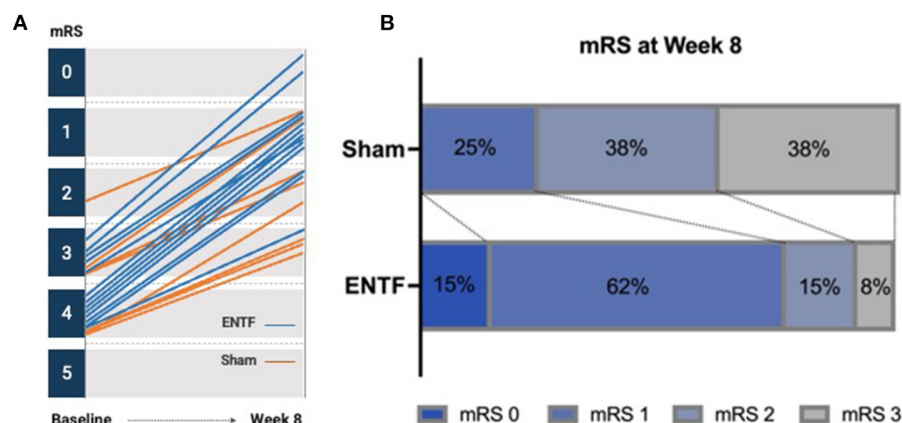 A
mRS
0
1
2
3
4
5
ENTF
Sham
Baseline
Week 8
B
mRS at Week 8
Sham
25%
38%
38%
ENTF
15%
62%
15%
8%
mRS 0
mRS 1
mRS 2
mRS 3